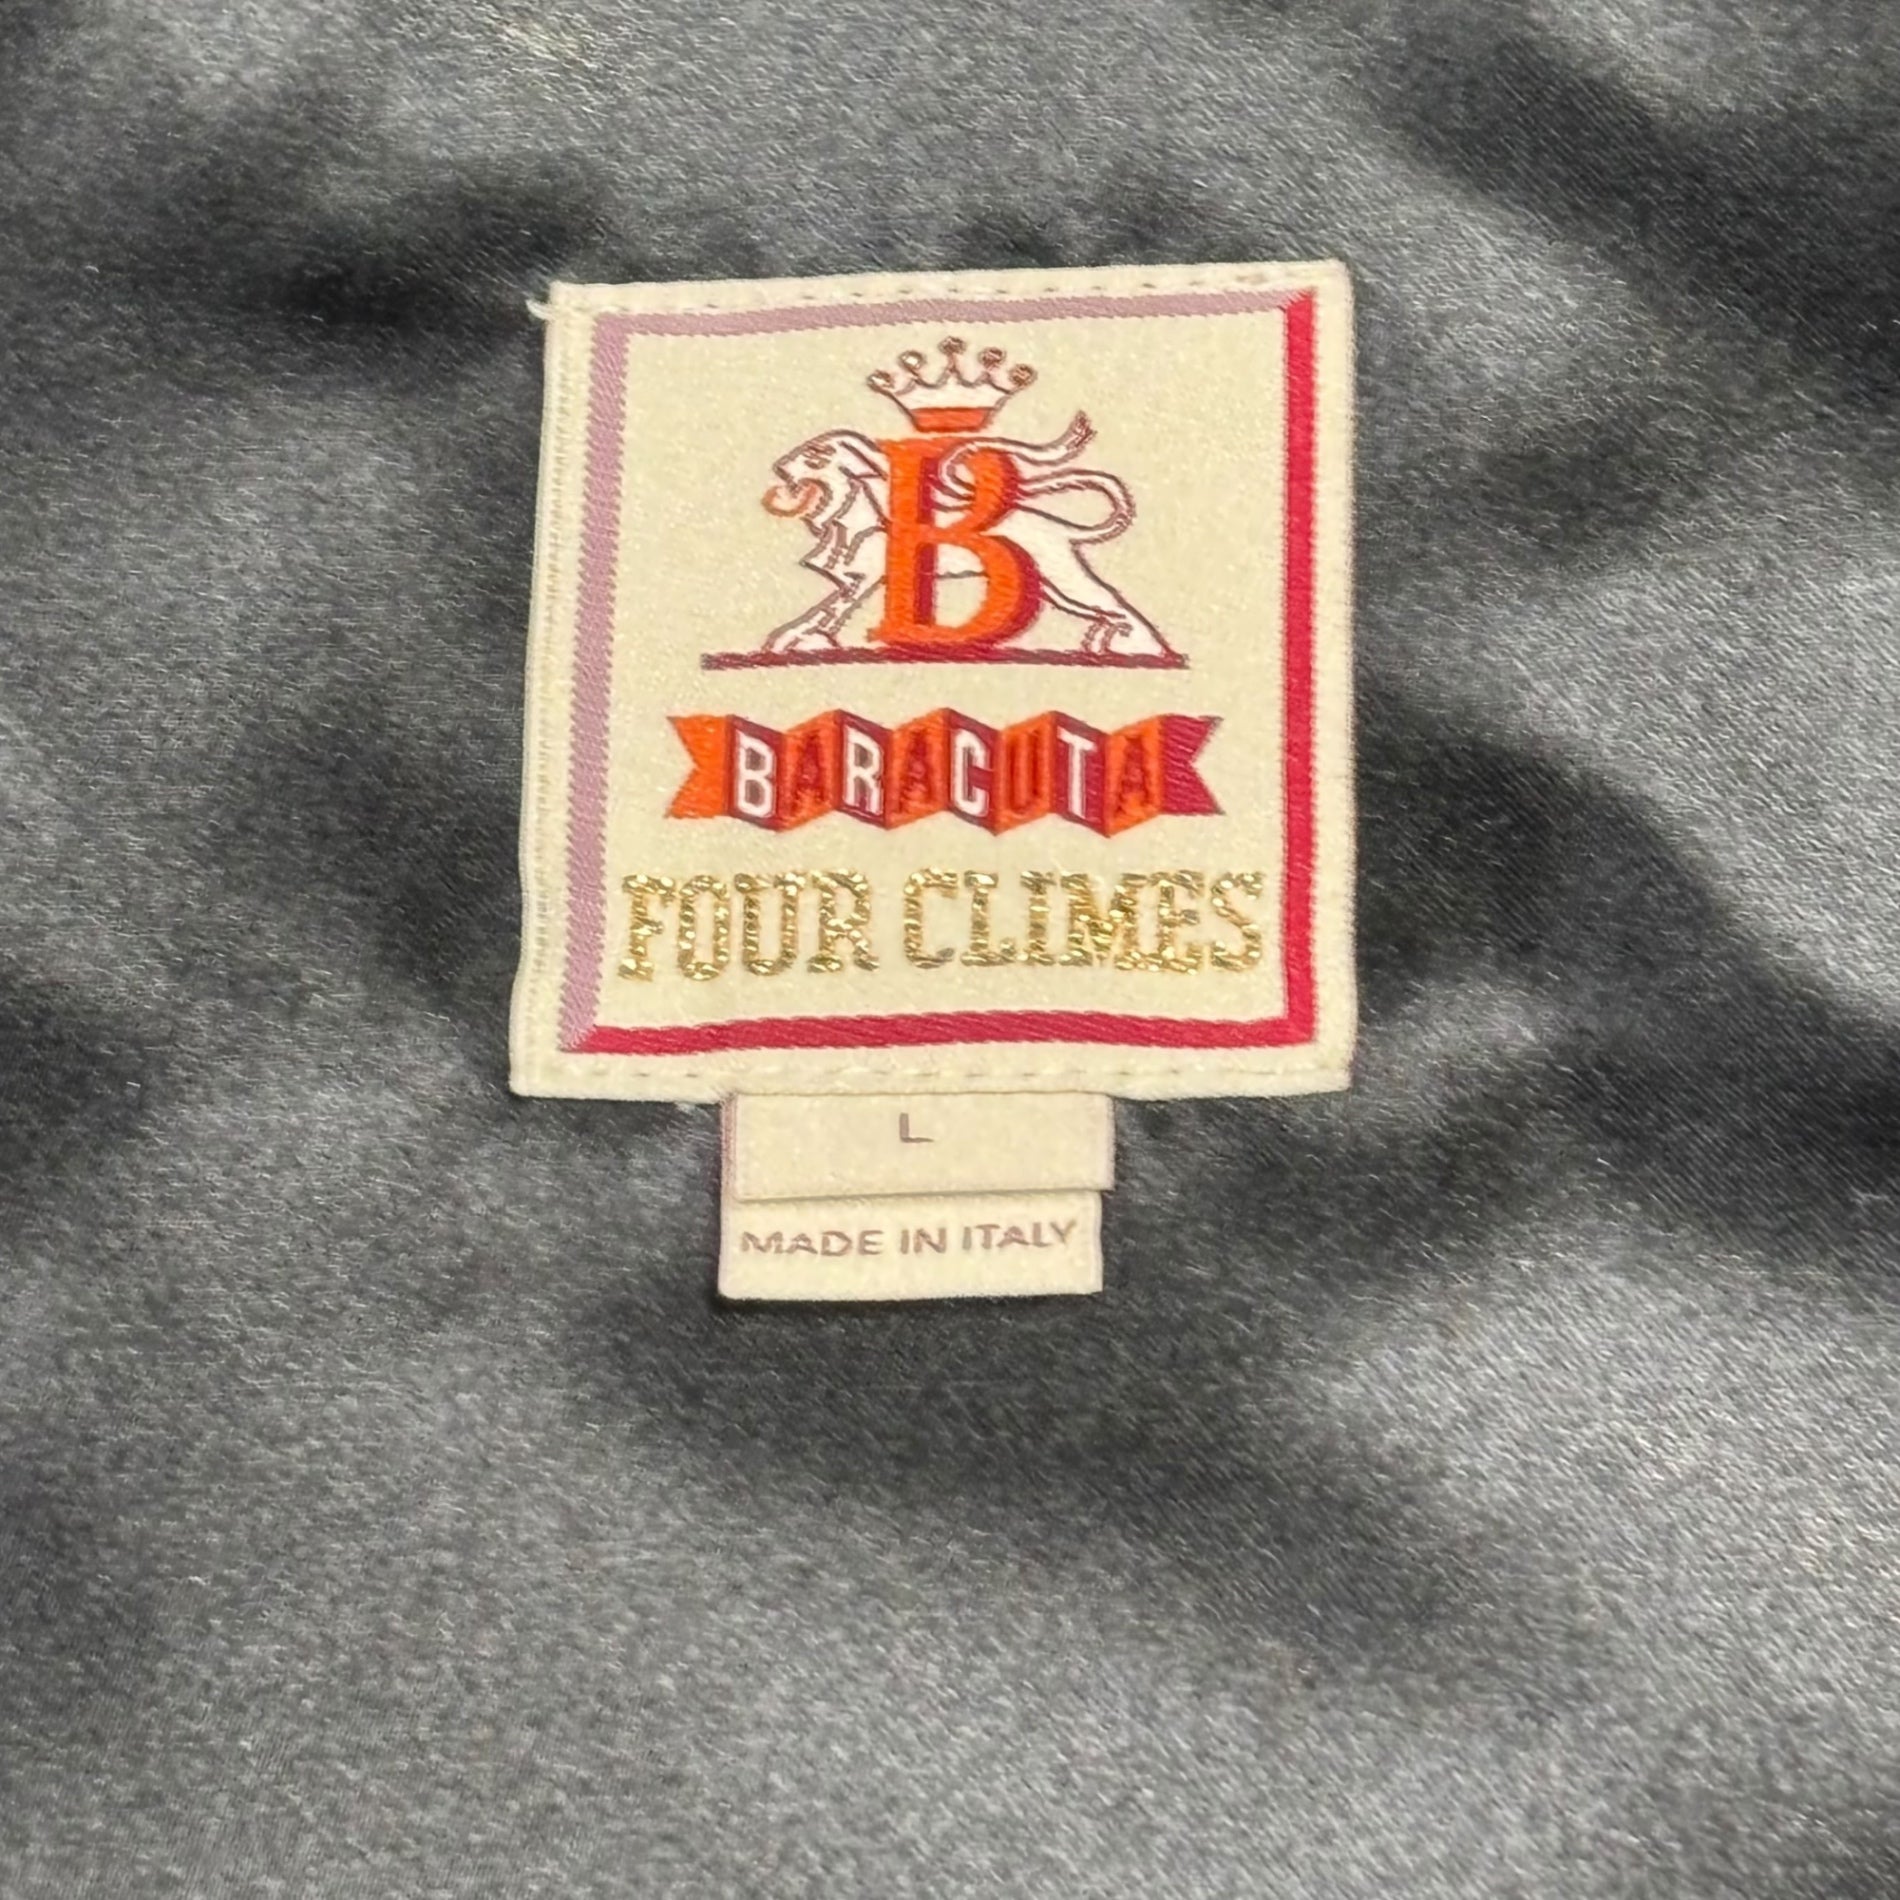 B
BARACUTA
FOUR CLIMES
L
MADE IN ITALY